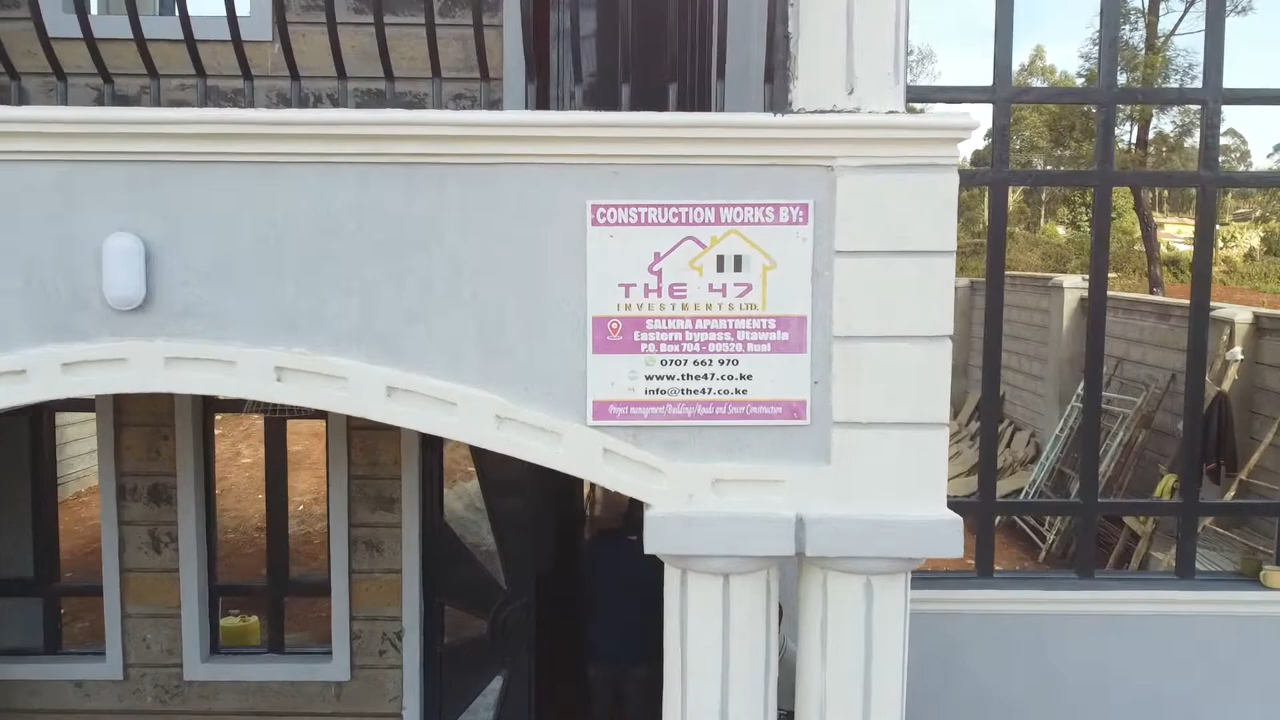 CONSTRUCTION WORKS BY:
THE 47
INVESTMENTS LTD.
SALKRA APARTMENTS
Eastern bypass, Utawala
P.O. Box 704 - 00520, Ruai
0707 662 970
www.the47.co.ke
info@the47.co.ke
Project management/Buildings/Roads and Sewer Construction